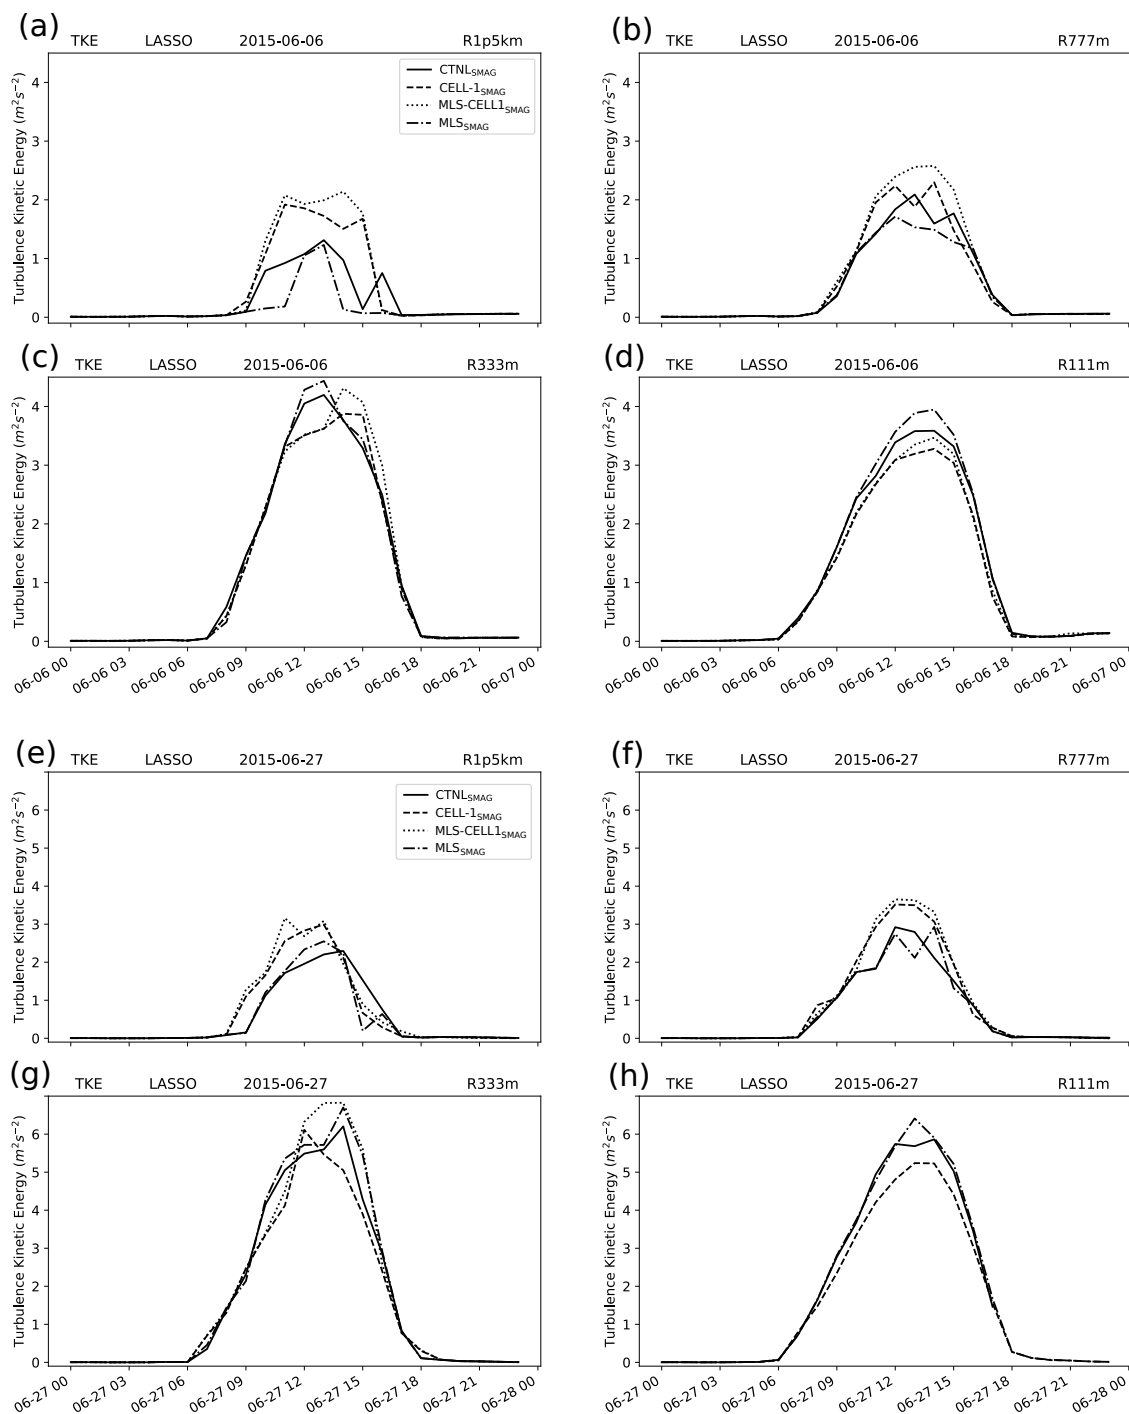 (a)
TKE LASSO 2015-06-06 R1p5km
Turbulence Kinetic Energy (m²s⁻²)
4
3
2
1
0
CTNL_SMAG
CELL-1_SMAG
MLS-CELL1_SMAG
MLS_SMAG
(b)
TKE LASSO 2015-06-06 R777m
Turbulence Kinetic Energy (m²s⁻²)
4
3
2
1
0
(c)
TKE LASSO 2015-06-06 R333m
Turbulence Kinetic Energy (m²s⁻²)
4
3
2
1
0
06-06 00 06-06 03 06-06 06 06-06 09 06-06 12 06-06 15 06-06 18 06-06 21 06-07 00
(d)
TKE LASSO 2015-06-06 R111m
Turbulence Kinetic Energy (m²s⁻²)
4
3
2
1
0
06-06 00 06-06 03 06-06 06 06-06 09 06-06 12 06-06 15 06-06 18 06-06 21 06-07 00
(e)
TKE LASSO 2015-06-27 R1p5km
Turbulence Kinetic Energy (m²s⁻²)
6
5
4
3
2
1
0
CTNL_SMAG
CELL-1_SMAG
MLS-CELL1_SMAG
MLS_SMAG
(f)
TKE LASSO 2015-06-27 R777m
Turbulence Kinetic Energy (m²s⁻²)
6
5
4
3
2
1
0
(g)
TKE LASSO 2015-06-27 R333m
Turbulence Kinetic Energy (m²s⁻²)
6
5
4
3
2
1
0
06-27 00 06-27 03 06-27 06 06-27 09 06-27 12 06-27 15 06-27 18 06-27 21 06-28 00
(h)
TKE LASSO 2015-06-27 R111m
Turbulence Kinetic Energy (m²s⁻²)
6
5
4
3
2
1
0
06-27 00 06-27 03 06-27 06 06-27 09 06-27 12 06-27 15 06-27 18 06-27 21 06-28 00